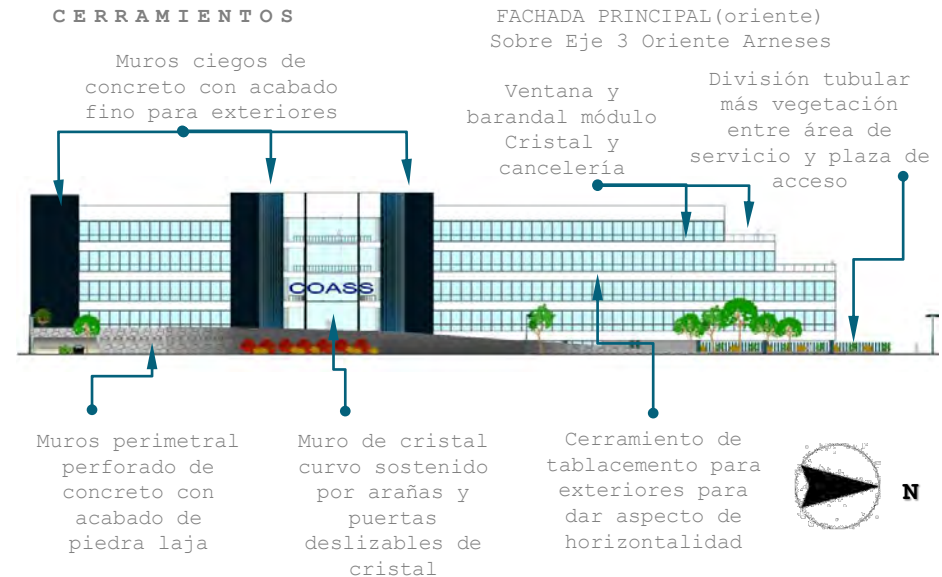 CERRAMIENTOS
FACHADA PRINCIPAL(oriente)
Sobre Eje 3 Oriente Arneses
Muros ciegos de
concreto con acabado
fino para exteriores
Ventana y
barandal módulo
Cristal y
cancelería
División tubular
más vegetación
entre área de
servicio y plaza de
acceso
COASS
Muros perimetral
perforado de
concreto con
acabado de
piedra laja
Muro de cristal
curvo sostenido
por arañas y
puertas
deslizables de
cristal
Cerramiento de
tablacemento para
exteriores para
dar aspecto de
horizontalidad
N